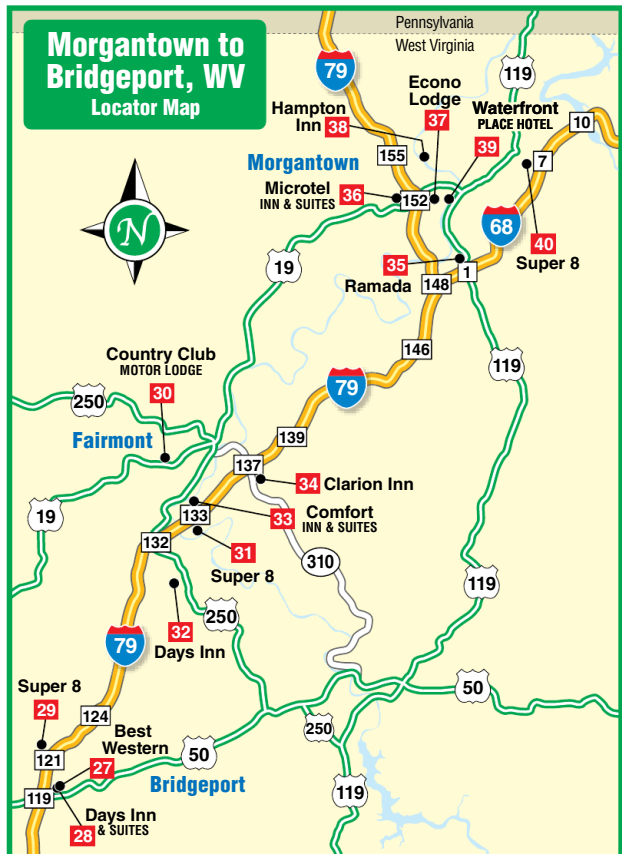 Pennsylvania
West Virginia
Morgantown to
Bridgeport, WV
Locator Map
79
119
Econo
Lodge
37
Hampton
Inn 38
Waterfront
PLACE HOTEL
39
10
155
7
Morgantown
Microtel
INN & SUITES
36
152
68
40
Super 8
N
19
35
Ramada
1
148
146
119
Country Club
MOTOR LODGE
30
79
250
Fairmont
139
137
34 Clarion Inn
19
133
33 Comfort
INN & SUITES
132
31
Super 8
310
119
32
Days Inn
250
79
Super 8
29
50
124
Best
Western
27
250
121
50
Bridgeport
119
119
Days Inn
& SUITES
28